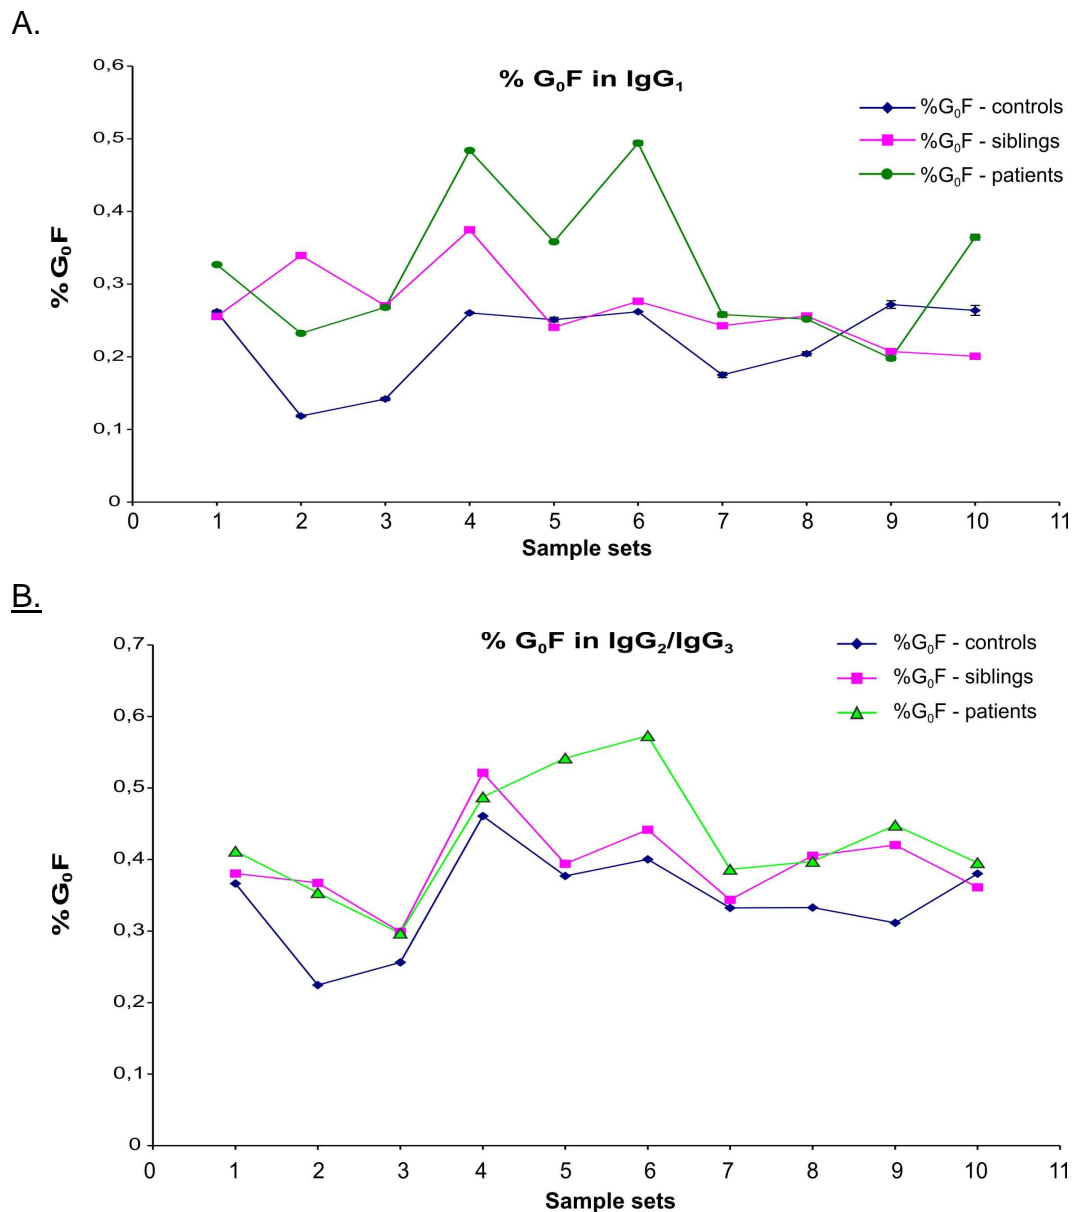 A.
% G₀F in IgG₁
%G₀F - controls
%G₀F - siblings
%G₀F - patients
% G₀F
0,6
0,5
0,4
0,3
0,2
0,1
0
0 1 2 3 4 5 6 7 8 9 10 11
Sample sets
B.
% G₀F in IgG₂/IgG₃
%G₀F - controls
%G₀F - siblings
%G₀F - patients
%G₀F
0,7
0,6
0,5
0,4
0,3
0,2
0,1
0
0 1 2 3 4 5 6 7 8 9 10 11
Sample sets